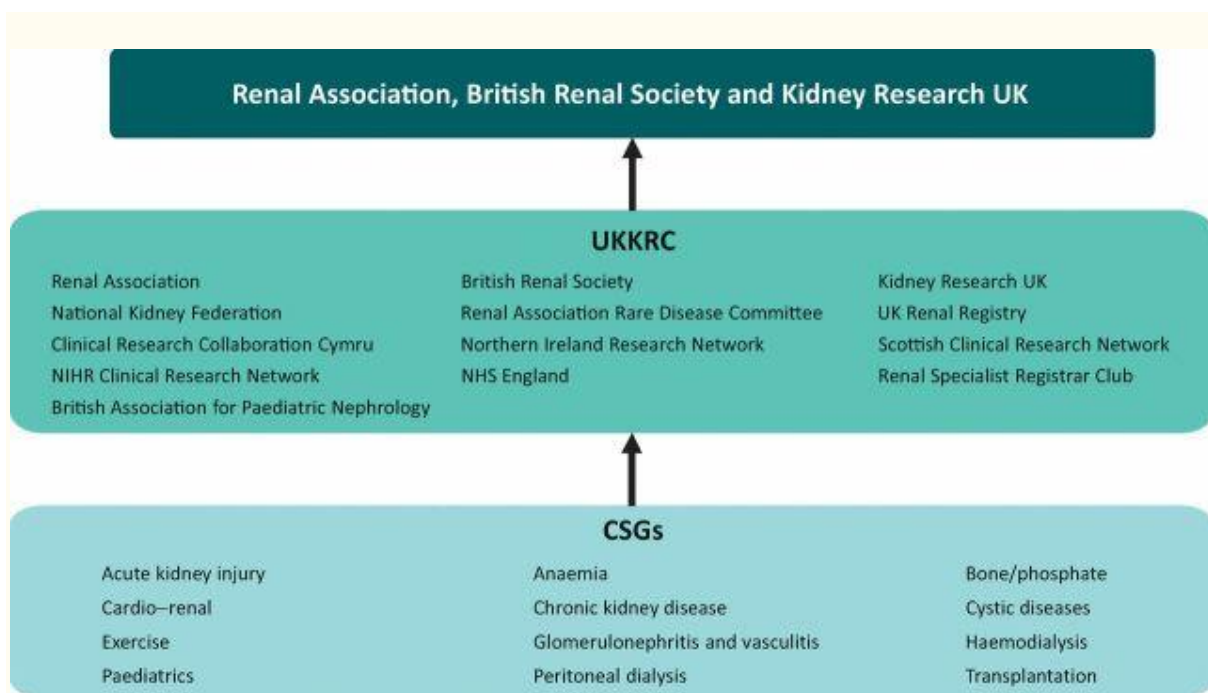 Renal Association, British Renal Society and Kidney Research UK
UKKRC
Renal Association British Renal Society Kidney Research UK
National Kidney Federation Renal Association Rare Disease Committee UK Renal Registry
Clinical Research Collaboration Cymru Northern Ireland Research Network Scottish Clinical Research Network
NIHR Clinical Research Network NHS England Renal Specialist Registrar Club
British Association for Paediatric Nephrology
CSGs
Acute kidney injury Anaemia Bone/phosphate
Cardio–renal Chronic kidney disease Cystic diseases
Exercise Glomerulonephritis and vasculitis Haemodialysis
Paediatrics Peritoneal dialysis Transplantation